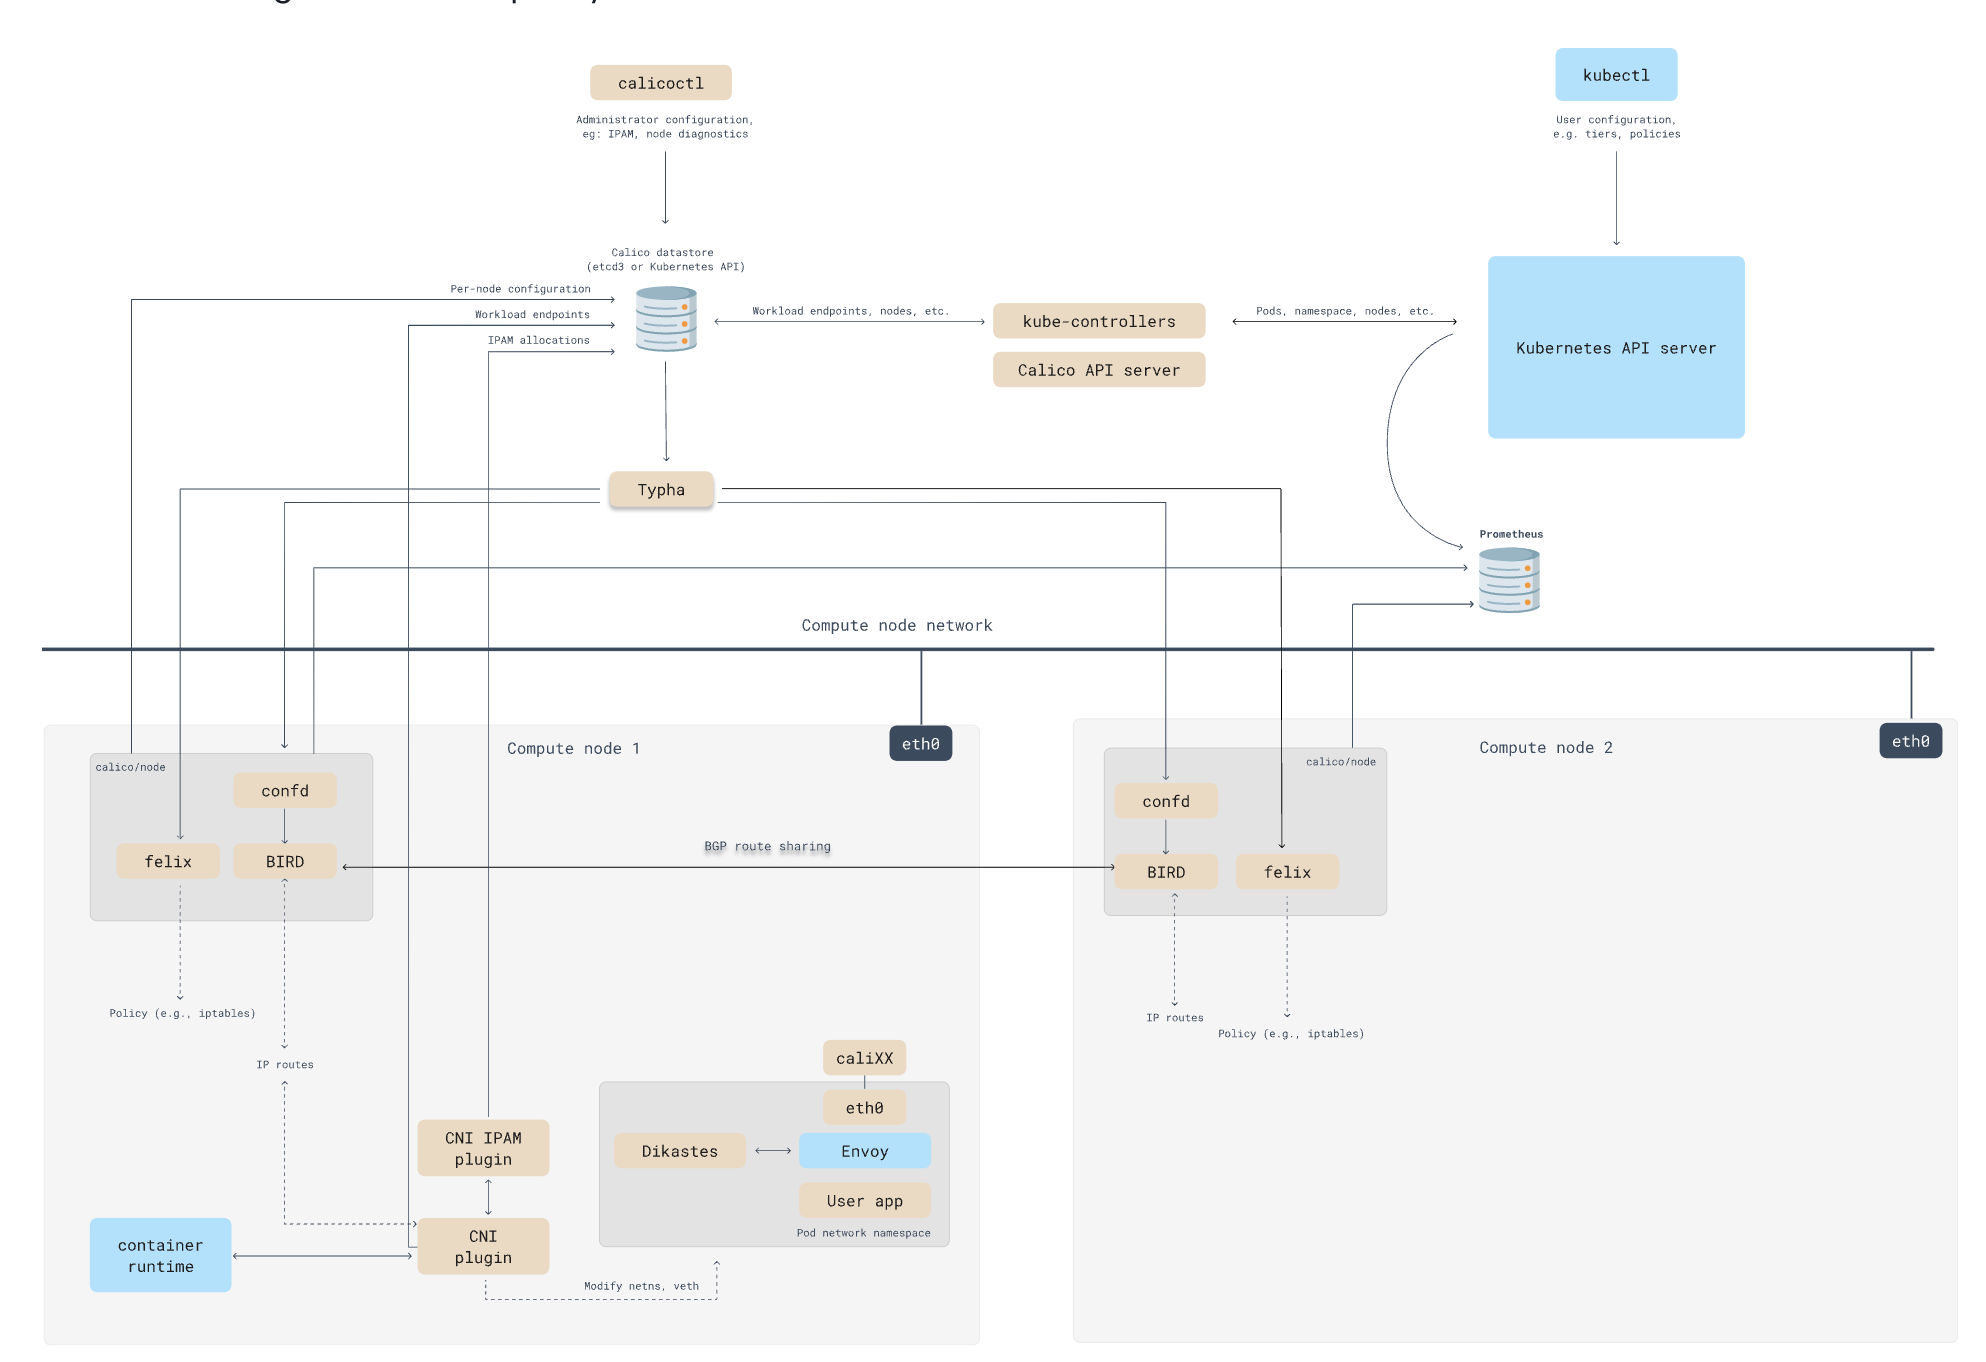 calicoctl
Administrator configuration,
eg: IPAM, node diagnostics
kubectl
User configuration,
e.g. tiers, policies
Calico datastore
(etcd3 or Kubernetes API)
Per-node configuration
Workload endpoints
IPAM allocations
Workload endpoints, nodes, etc.
kube-controllers
Calico API server
Pods, namespace, nodes, etc.
Kubernetes API server
Typha
Prometheus
Compute node network
Compute node 1
eth0
calico/node
confd
felix
BIRD
BGP route sharing
Policy (e.g., iptables)
IP routes
caliXX
eth0
Dikastes
Envoy
User app
Pod network namespace
CNI IPAM
plugin
CNI
plugin
container
runtime
Modify netns, veth
Compute node 2
eth0
calico/node
confd
BIRD
felix
IP routes
Policy (e.g., iptables)